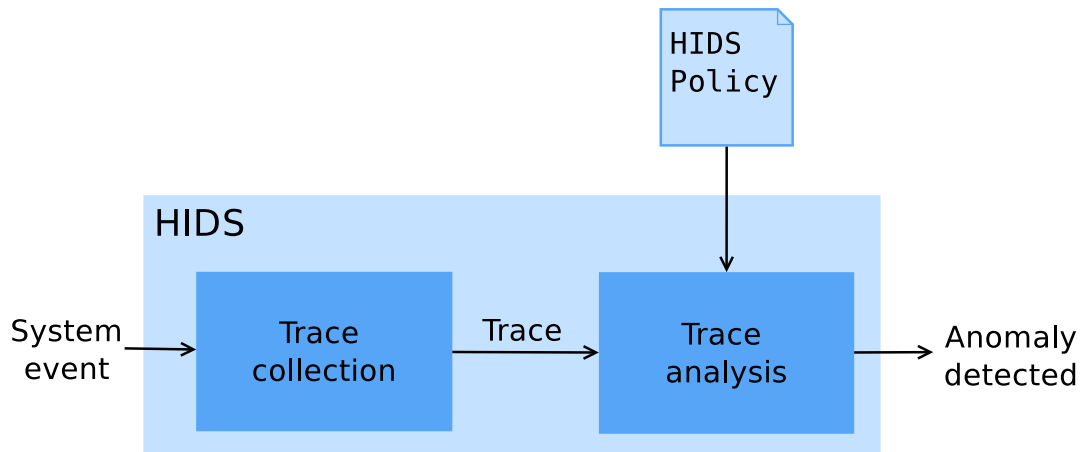 HIDS
Policy
HIDS
System
event
Trace
collection
Trace
Trace
analysis
Anomaly
detected